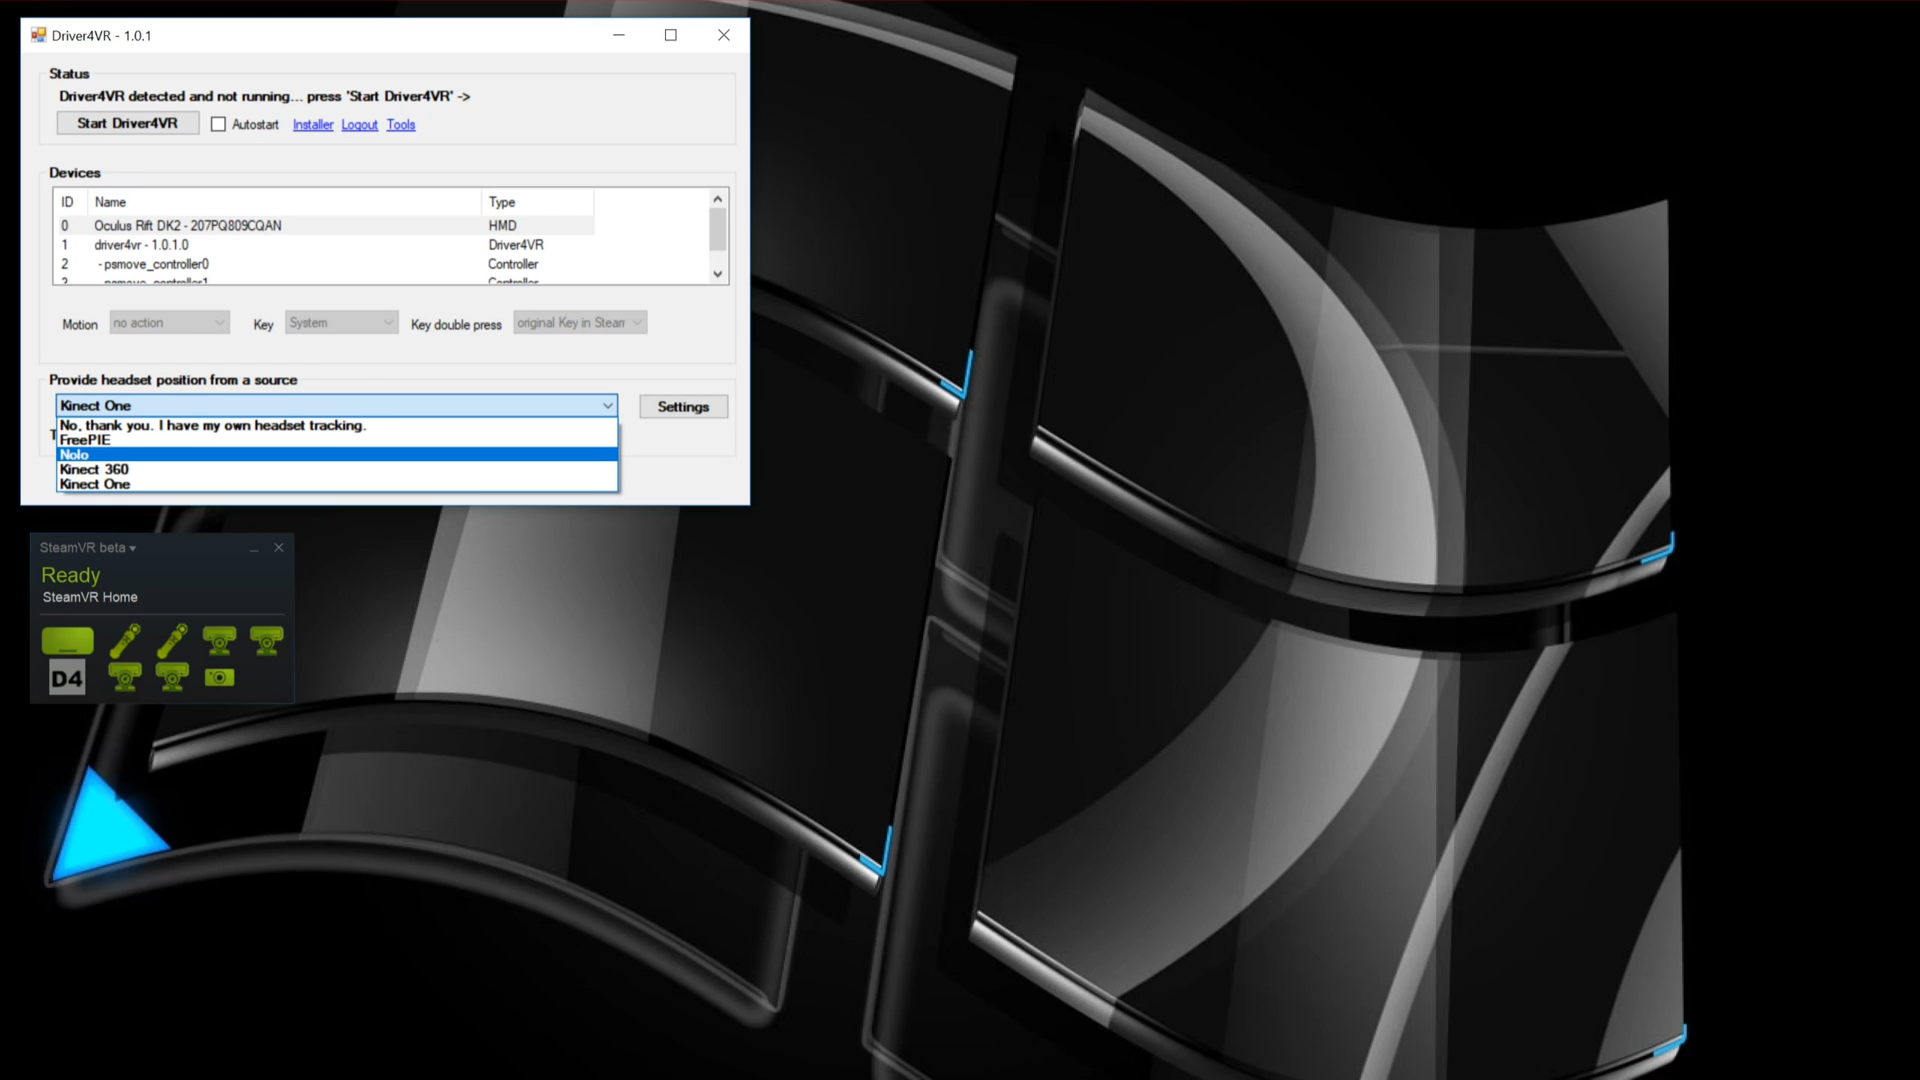 Driver4VR - 1.0.1
Status
Driver4VR detected and not running... press 'Start Driver4VR' ->
Start Driver4VR Autostart Installer Logout Tools
Devices
ID Name Type
0 Oculus Rift DK2 - 207PQ809CQAN HMD
1 driver4vr - 1.0.1.0 Driver4VR
2 - psmove_controller0 Controller
psmove_controller1 Controller
Motion no action Key System Key double press original Key in Steam
Provide headset position from a source
Kinect One Settings
No, thank you. I have my own headset tracking.
FreePIE
Nolo
Kinect 360
Kinect One
SteamVR beta
Ready
SteamVR Home
D4